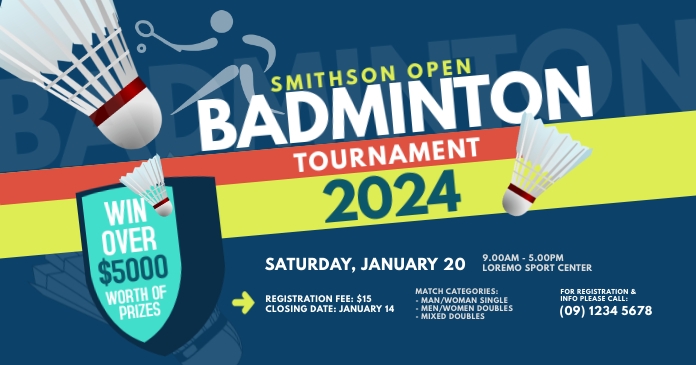 SMITHSON OPEN
BADMINTON
TOURNAMENT
2024
WIN
OVER
$5000
WORTH OF
PRIZES
SATURDAY, JANUARY 20
9.00AM - 5.00PM
LOREMO SPORT CENTER
REGISTRATION FEE: $15
CLOSING DATE: JANUARY 14
MATCH CATEGORIES:
- MAN/WOMAN SINGLE
- MEN/WOMEN DOUBLES
- MIXED DOUBLES
FOR REGISTRATION &
INFO PLEASE CALL:
(09) 1234 5678
BADMINTON